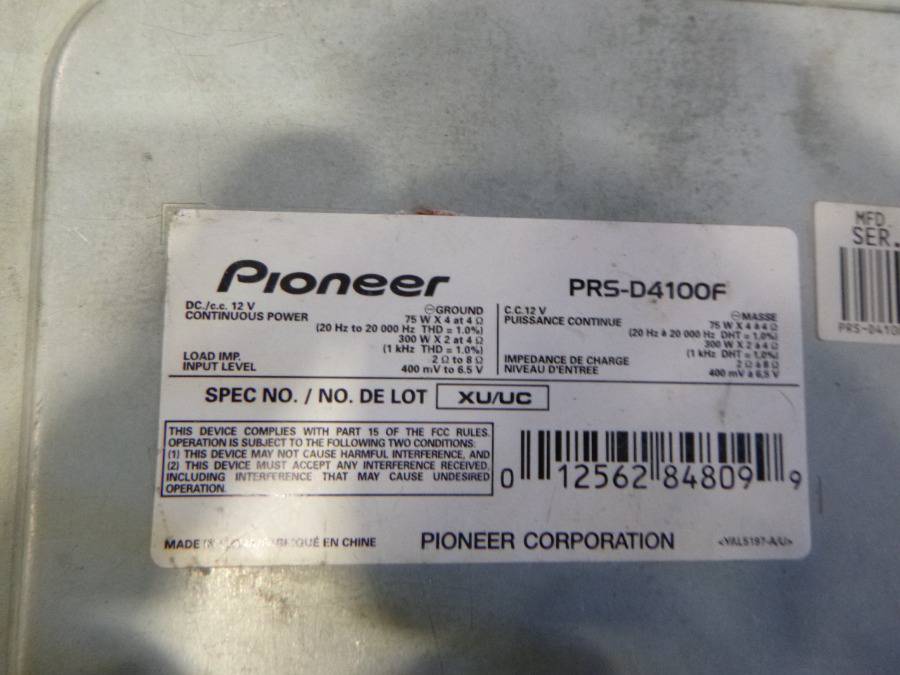 Pioneer
PRS-D4100F
DC./c.c. 12 V ⊖GROUND
CONTINUOUS POWER 75 W X 4 at 4 Ω
(20 Hz to 20 000 Hz THD = 1.0%)
300 W X 2 at 4 Ω
(1 kHz THD = 1.0%)
LOAD IMP. 2 Ω to 8 Ω
INPUT LEVEL 400 mV to 6.5 V
C.C. 12 V ⊖MASSE
PUISSANCE CONTINUE 75 W X 4 à 4 Ω
(20 Hz à 20 000 Hz DHT = 1.0%)
300 W X 2 à 4 Ω
(1 kHz DHT = 1.0%)
IMPEDANCE DE CHARGE 2 Ω à 8 Ω
NIVEAU D'ENTRÉE 400 mV à 6,5 V
SPEC NO. / NO. DE LOT XU/UC
THIS DEVICE COMPLIES WITH PART 15 OF THE FCC RULES.
OPERATION IS SUBJECT TO THE FOLLOWING TWO CONDITIONS:
(1) THIS DEVICE MAY NOT CAUSE HARMFUL INTERFERENCE, AND
(2) THIS DEVICE MUST ACCEPT ANY INTERFERENCE RECEIVED,
INCLUDING INTERFERENCE THAT MAY CAUSE UNDESIRED
OPERATION.
0 12562 84809 9
MADE EN CHINE
PIONEER CORPORATION
<YAL5197-A/U>
MFD
SER.
PRS-D410